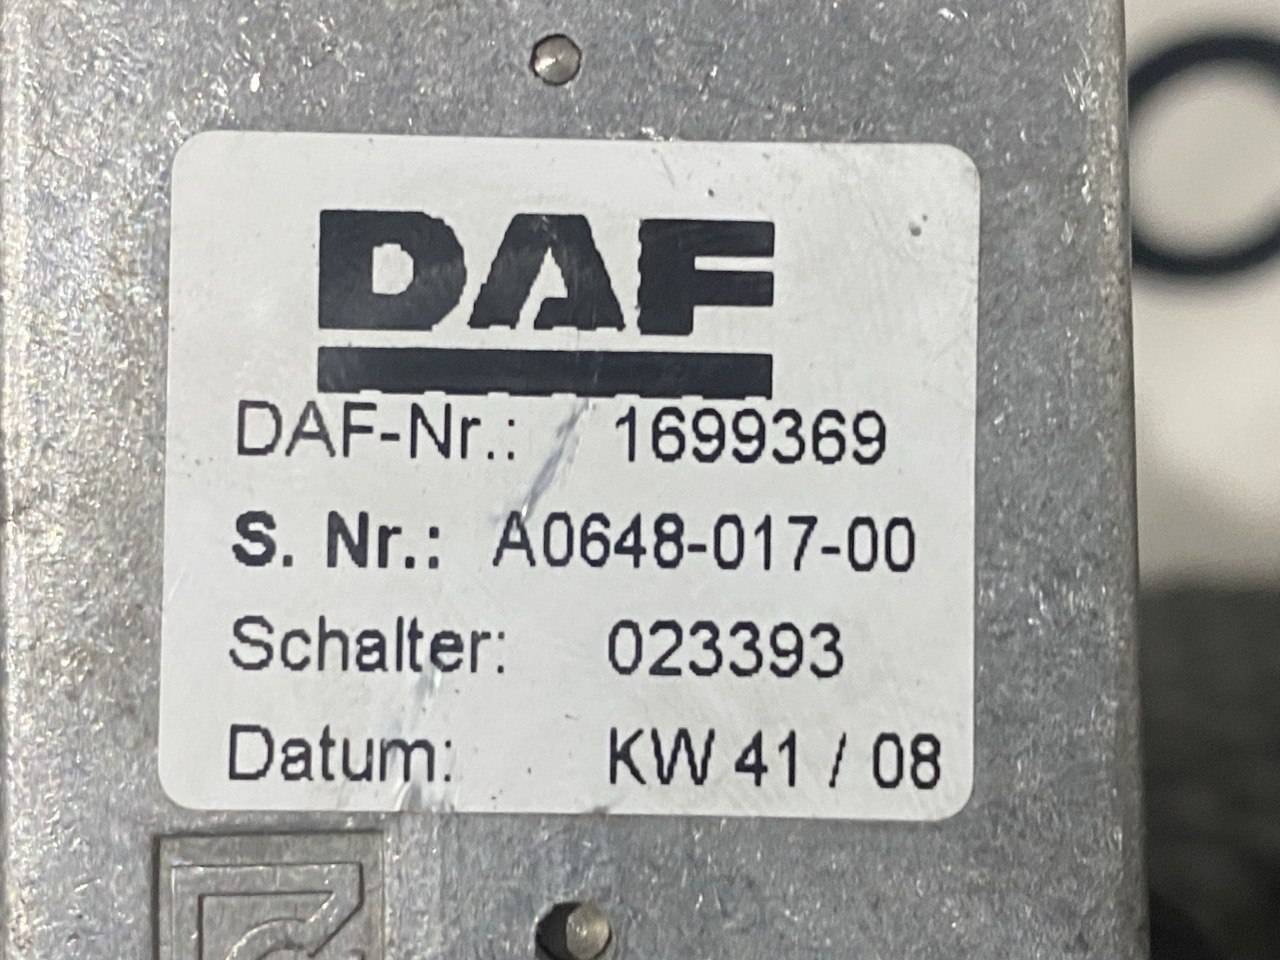 DAF
DAF-Nr.: 1699369
S. Nr.: A0648-017-00
Schalter: 023393
Datum: KW 41 / 08